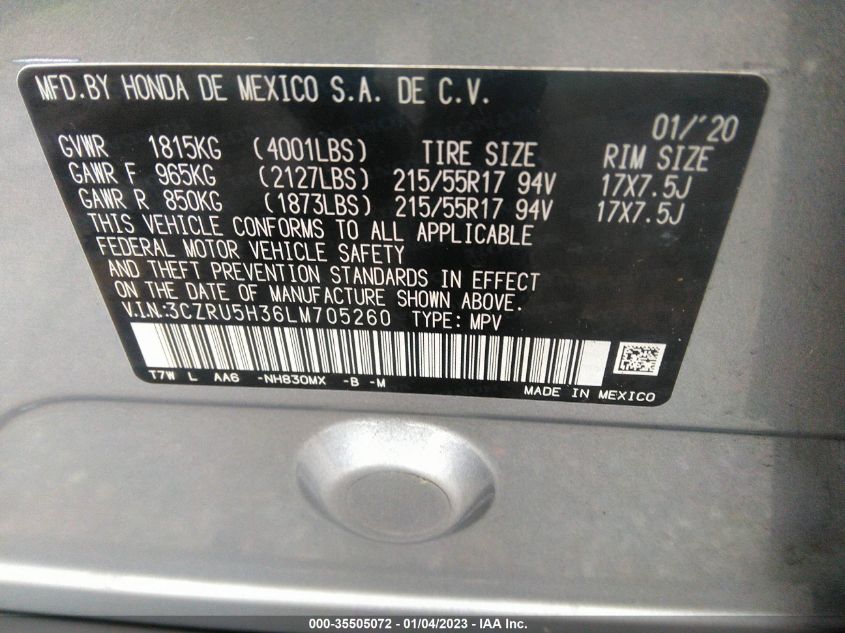 MFD.BY HONDA DE MEXICO S.A. DE C.V.
01/'20
GVWR 1815KG (4001LBS) TIRE SIZE RIM SIZE
GAWR F 965KG (2127LBS) 215/55R17 94V 17X7.5J
GAWR R 850KG (1873LBS) 215/55R17 94V 17X7.5J
THIS VEHICLE CONFORMS TO ALL APPLICABLE
FEDERAL MOTOR VEHICLE SAFETY
AND THEFT PREVENTION STANDARDS IN EFFECT
ON THE DATE OF MANUFACTURE SHOWN ABOVE.
V.I.N.:3CZRU5H36LM705260 TYPE: MPV
T7W L AA6 -NH830MX -B -M
MADE IN MEXICO
000-35505072 - 01/04/2023 - IAA Inc.